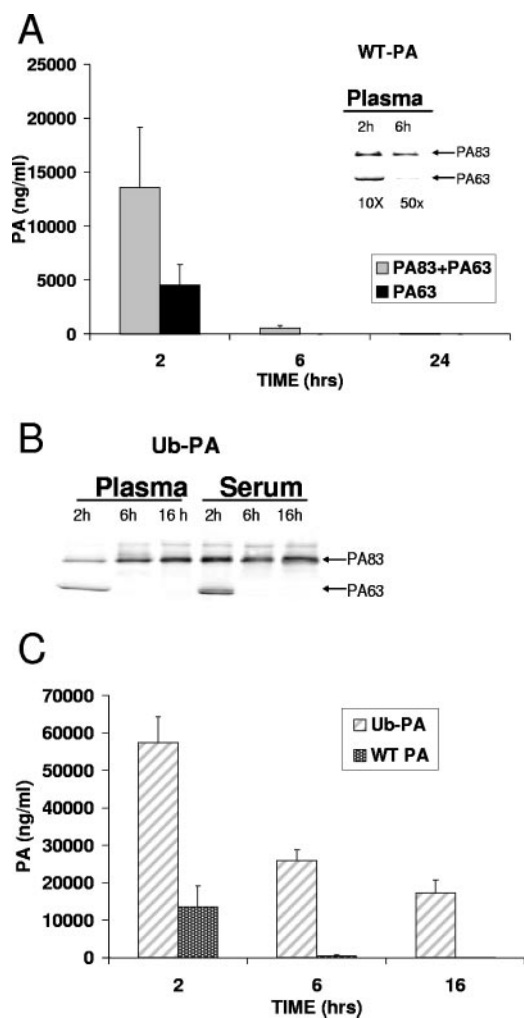 A
WT-PA
Plasma
2h 6h
PA83
PA63
10X 50x
PA (ng/ml)
25000
20000
15000
10000
5000
0
PA83+PA63
PA63
2 6 24
TIME (hrs)
B
Ub-PA
Plasma Serum
2h 6h 16 h 2h 6h 16h
PA83
PA63
C
PA (ng/ml)
70000
60000
50000
40000
30000
20000
10000
0
Ub-PA
WT PA
2 6 16
TIME (hrs)